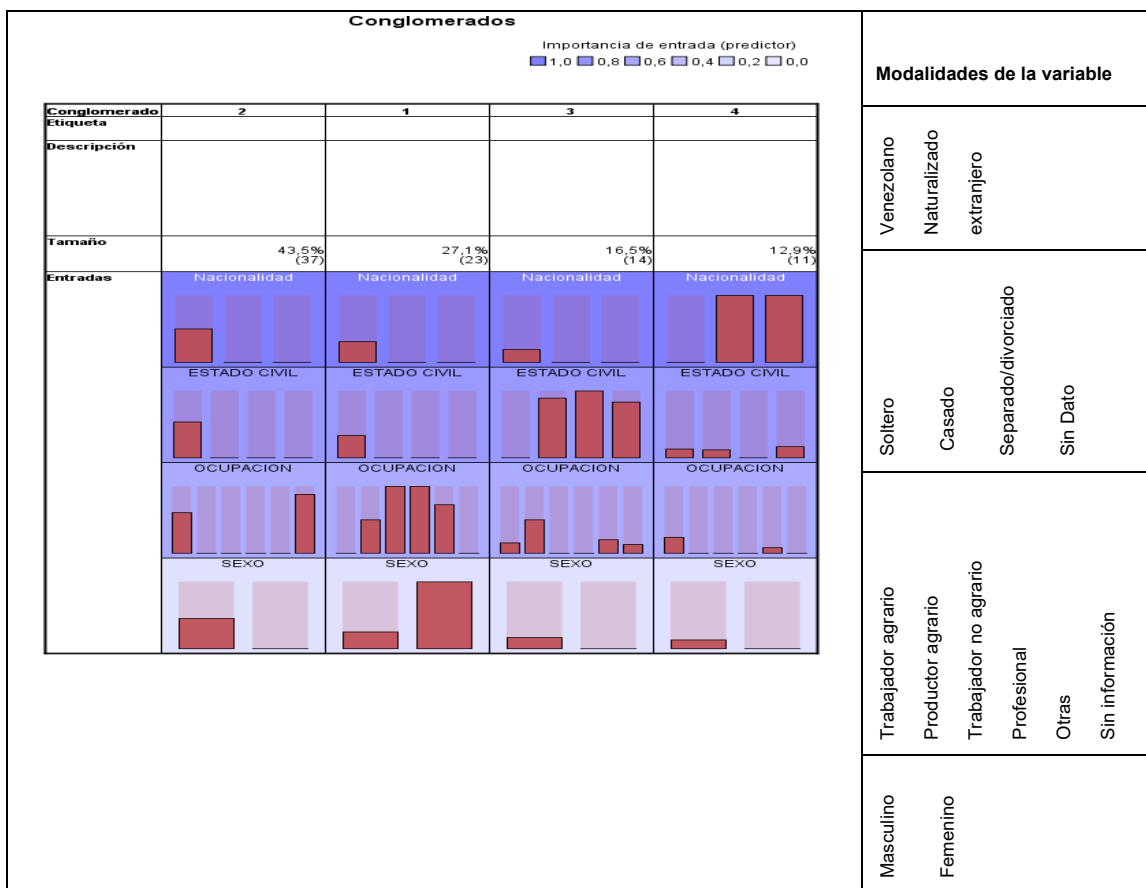 Conglomerados
Importancia de entrada (predictor)
1,0 0,8 0,6 0,4 0,2 0,0
Conglomerado 2 1 3 4
Etiqueta
Descripción
Tamaño 43,5% 27,1% 16,5% 12,9%
(37) (23) (14) (11)
Entradas Nacionalidad Nacionalidad Nacionalidad Nacionalidad
ESTADO CIVIL ESTADO CIVIL ESTADO CIVIL ESTADO CIVIL
OCUPACION OCUPACION OCUPACION OCUPACION
SEXO SEXO SEXO SEXO
Modalidades de la variable
Venezolano
Naturalizado
extranjero
Soltero
Casado
Separado/divorciado
Sin Dato
Trabajador agrario
Productor agrario
Trabajador no agrario
Profesional
Otras
Sin información
Masculino
Femenino